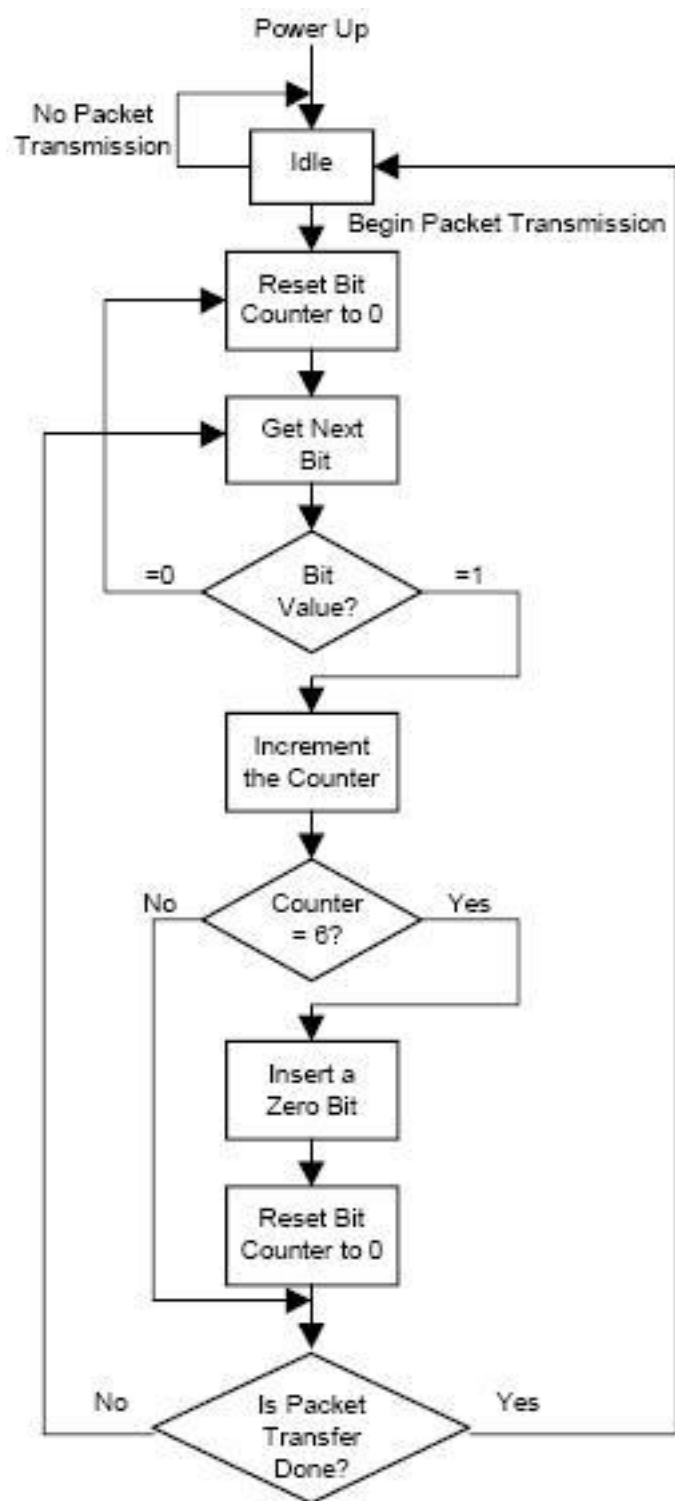 Power Up
No Packet
Transmission
Idle
Begin Packet Transmission
Reset Bit
Counter to 0
Get Next
Bit
=0
Bit
Value?
=1
Increment
the Counter
No
Counter
= 6?
Yes
Insert a
Zero Bit
Reset Bit
Counter to 0
No
Is Packet
Transfer
Done?
Yes